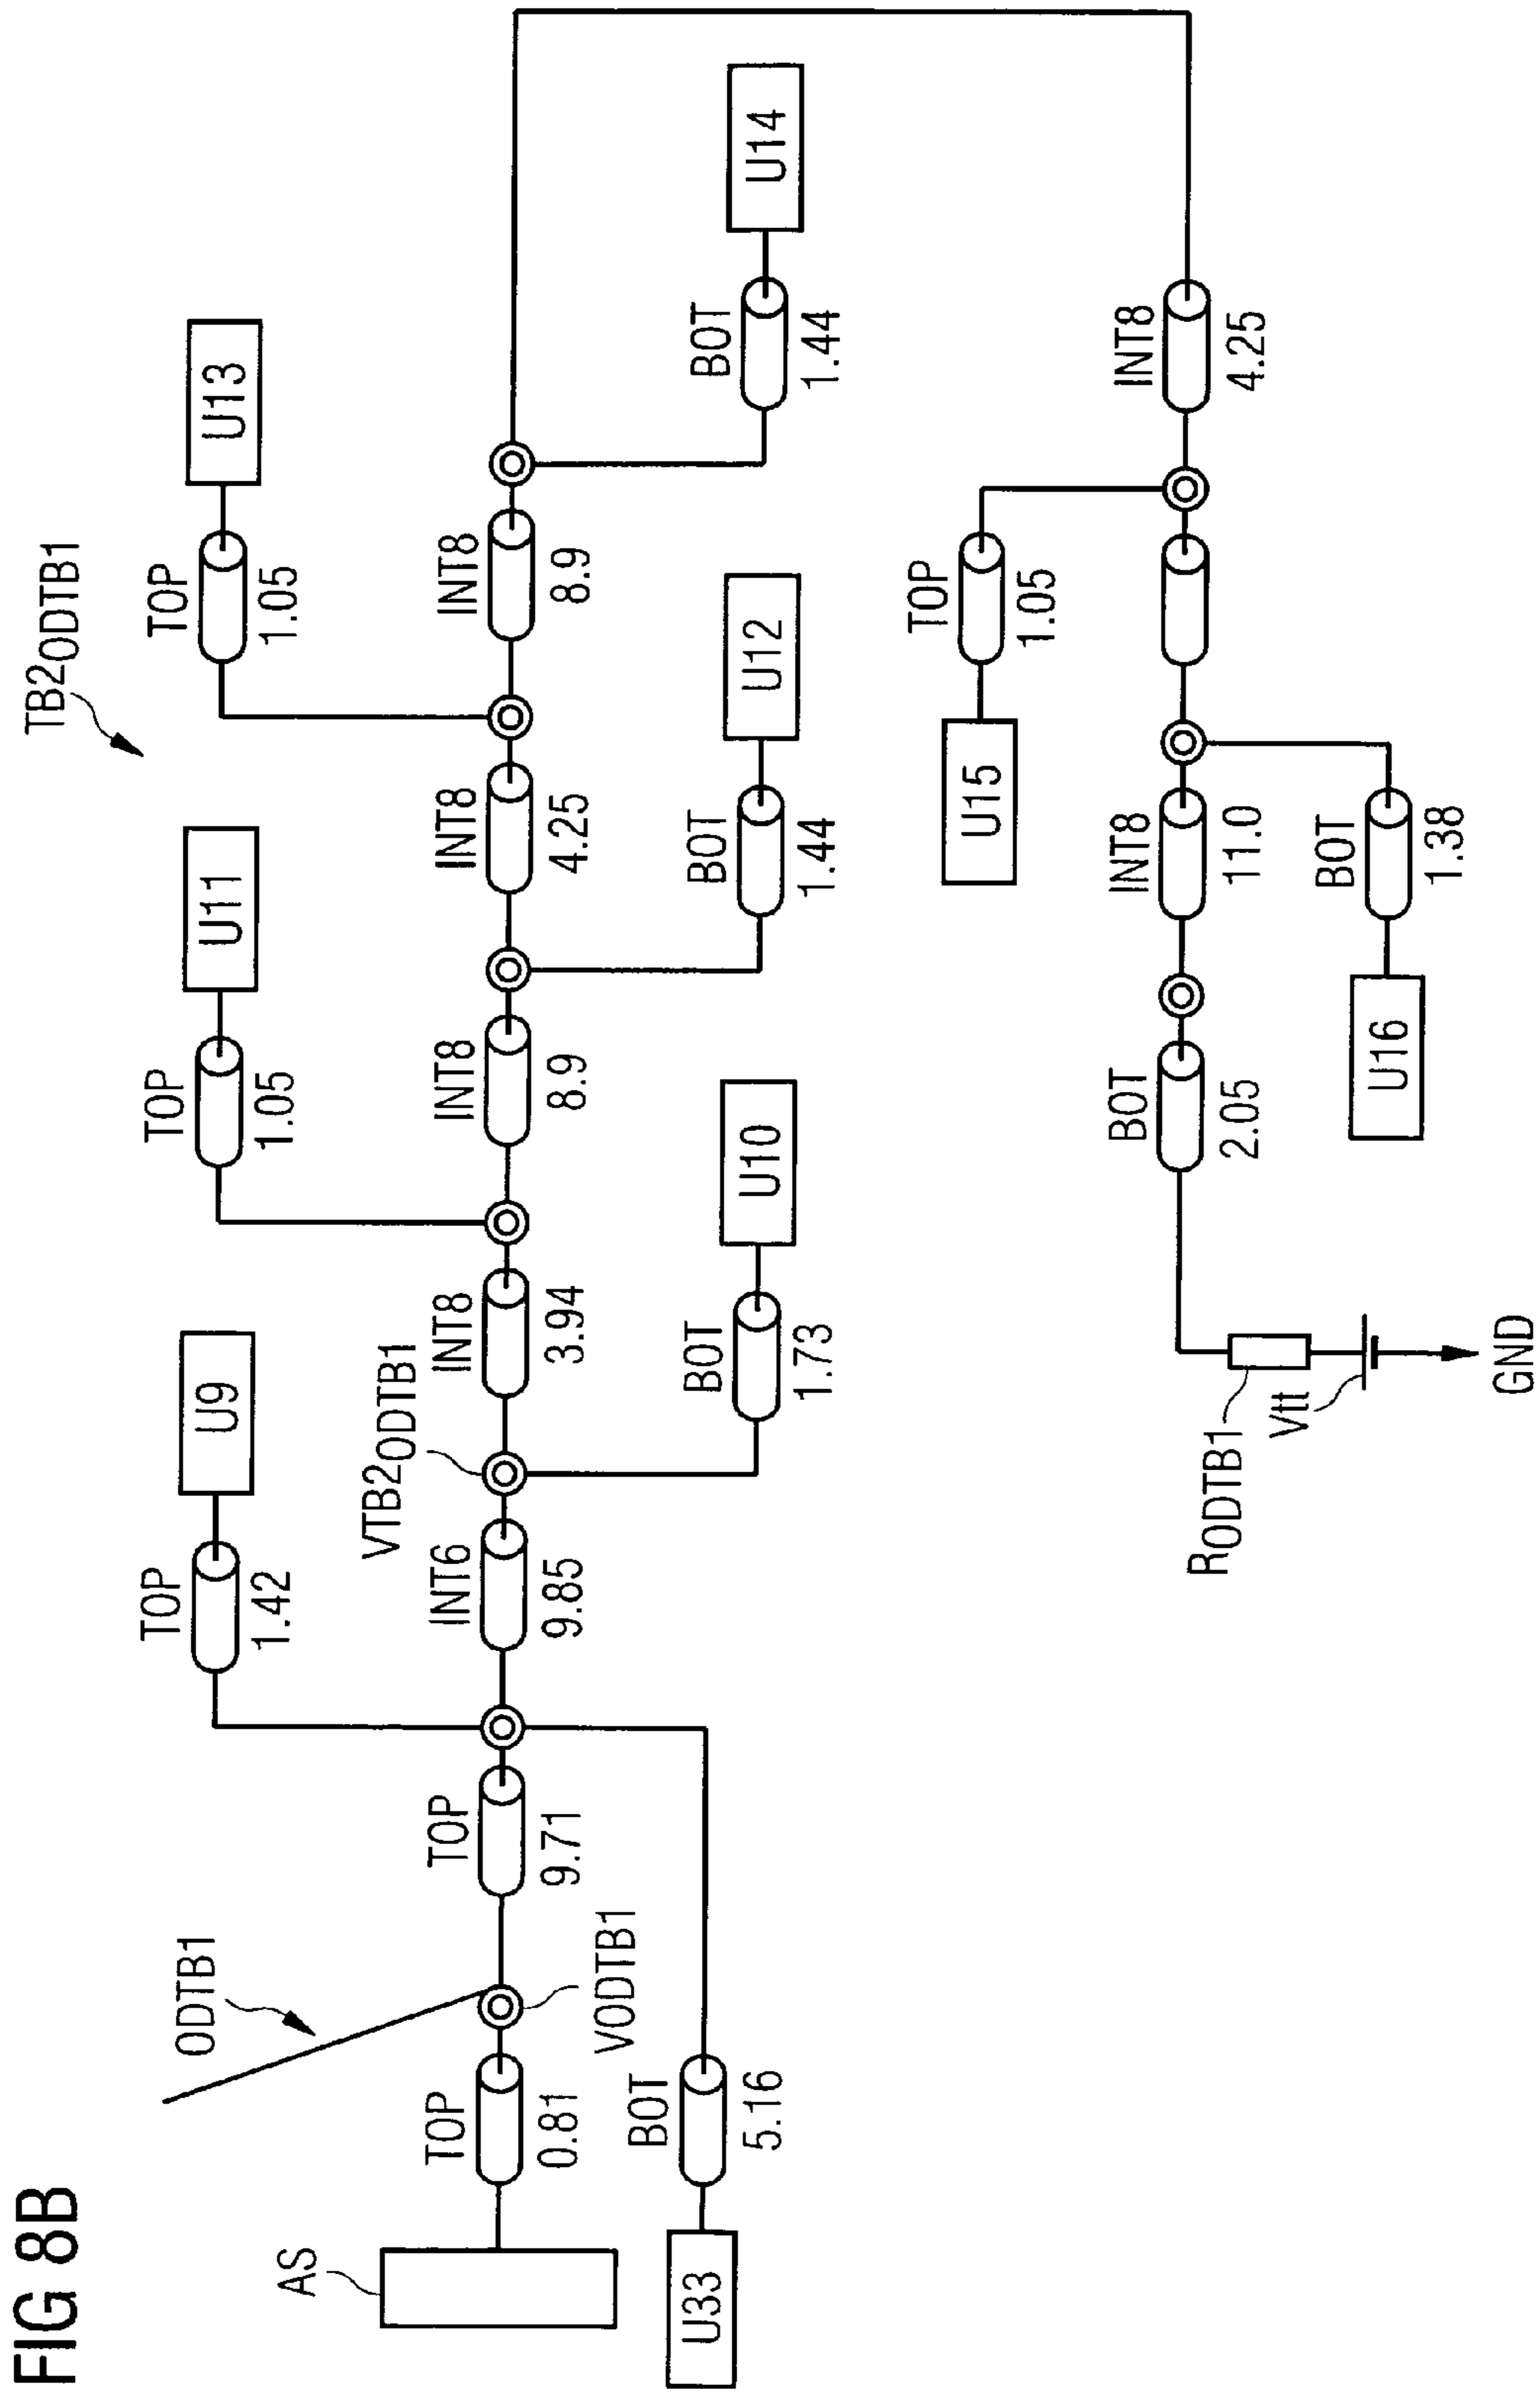 FIG 8B
TB2ODTB1
ODTB1
AS
TOP
0.81
VODTB1
TOP
9.71
TOP
1.42
U9
BOT
5.16
U33
INT6
9.85
VTB2ODTB1
BOT
1.73
U10
INT8
3.94
TOP
1.05
U11
INT8
8.9
BOT
1.44
U12
INT8
4.25
TOP
1.05
U13
INT8
8.9
BOT
1.44
U14
INT8
4.25
TOP
1.05
U15
INT8
11.0
BOT
1.38
U16
BOT
2.05
RODTB1
Vtt
GND